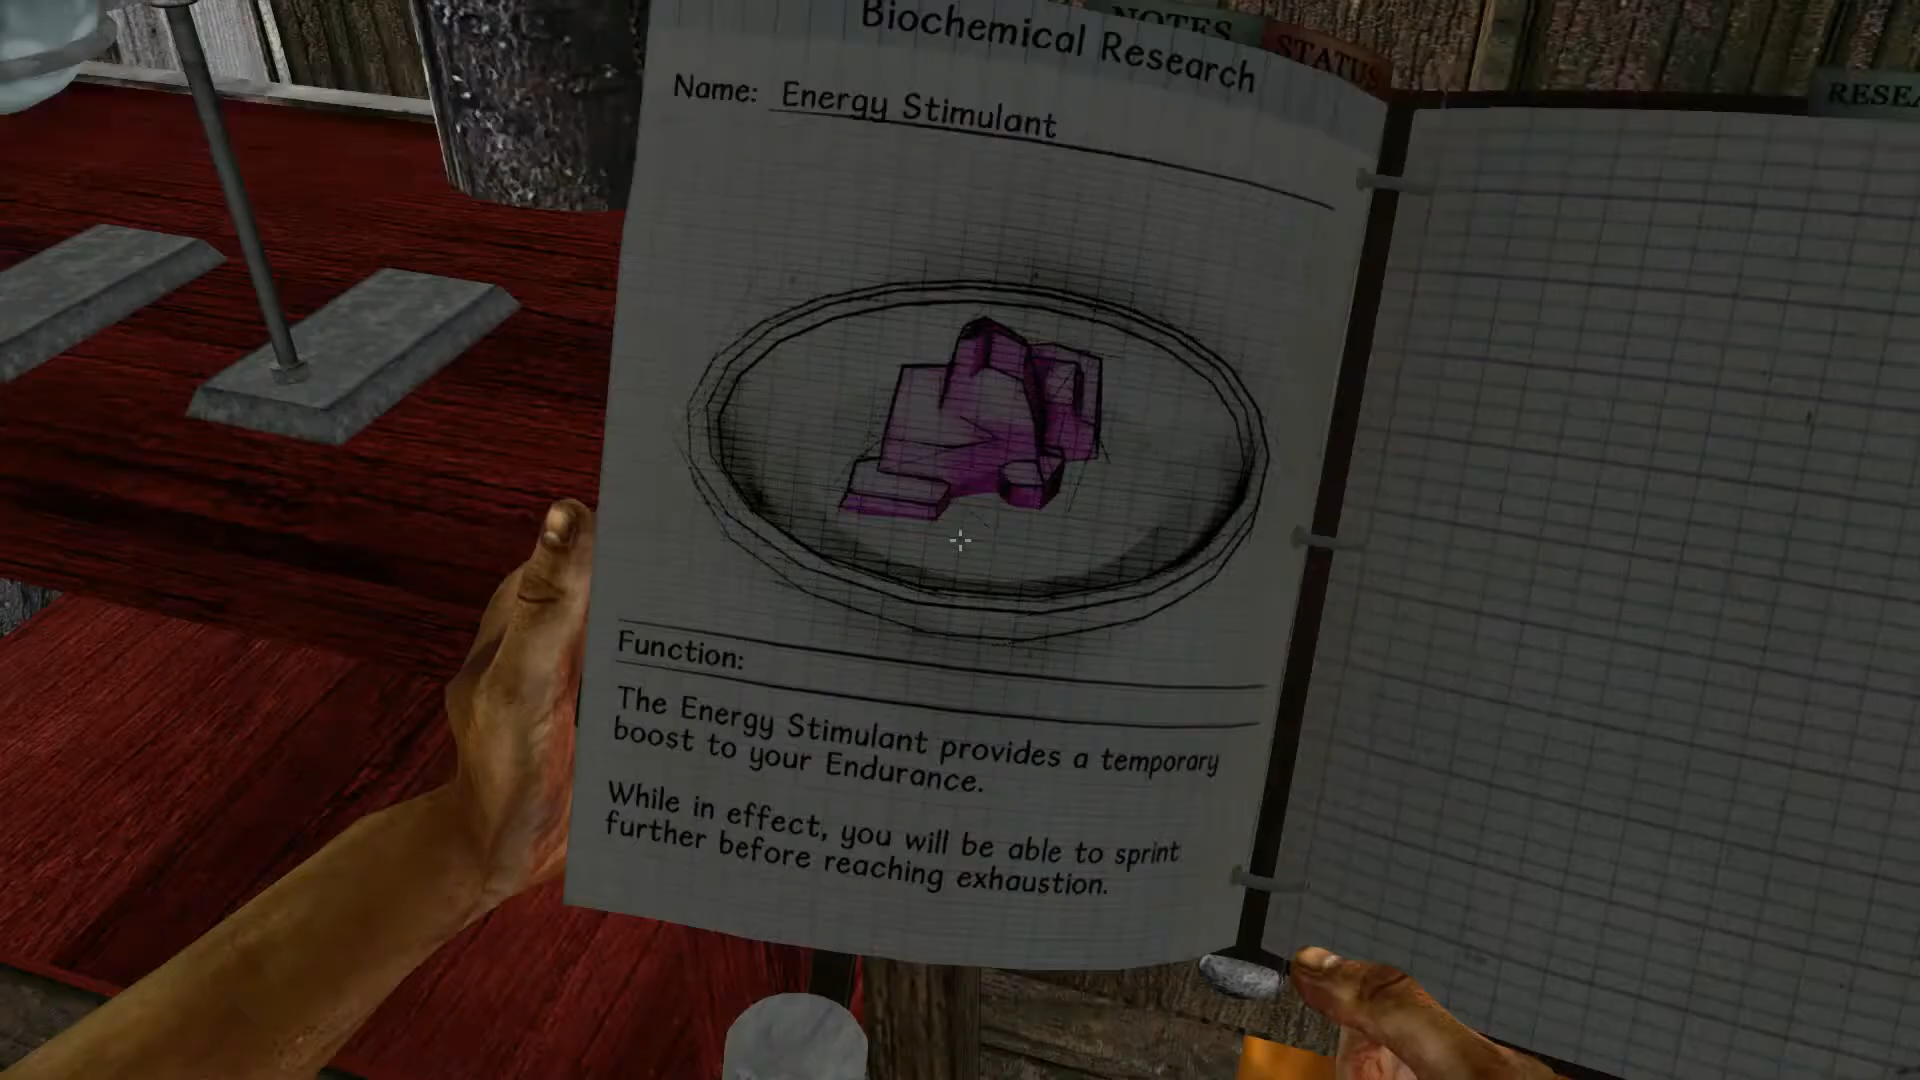 NOTES
STATUS
RESEA
Biochemical Research
Name: Energy Stimulant
Function:
The Energy Stimulant provides a temporary
boost to your Endurance.
While in effect, you will be able to sprint
further before reaching exhaustion.